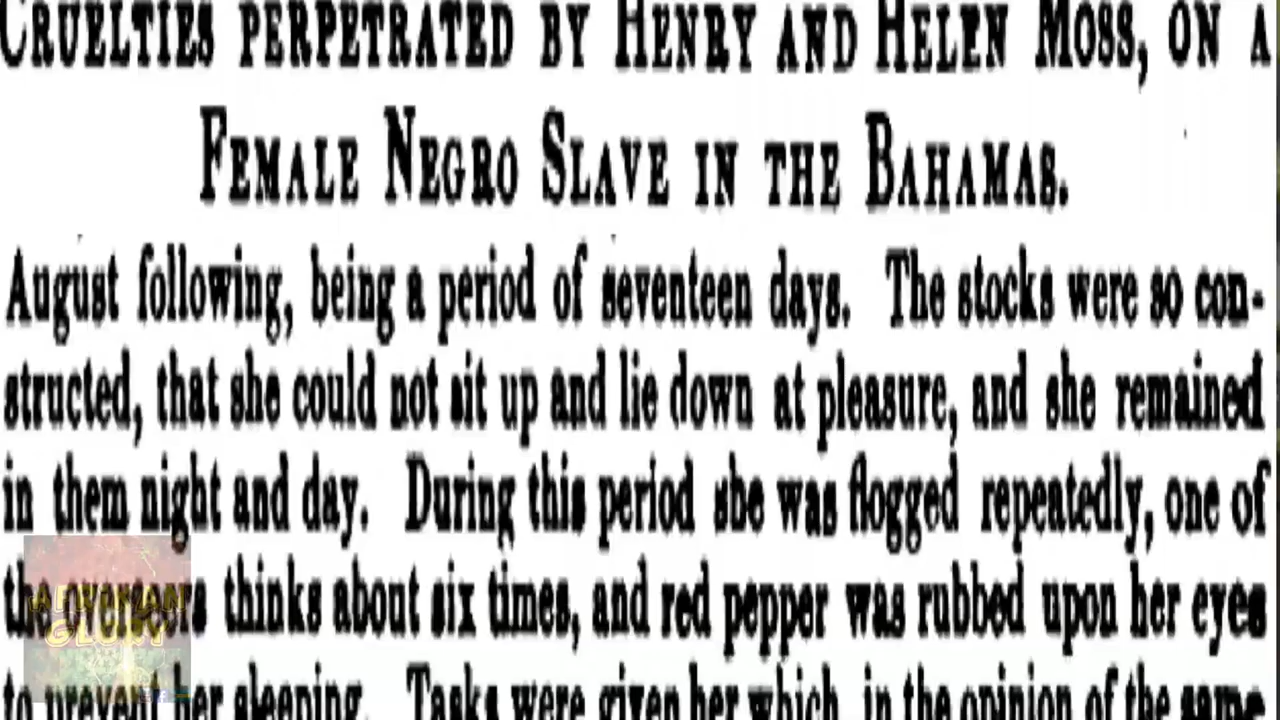 CRUELTIES PERPETRATED BY HENRY AND HELEN MOSS, ON A
FEMALE NEGRO SLAVE IN THE BAHAMAS.
August following, being a period of seventeen days. The stocks were so con-
structed, that she could not sit up and lie down at pleasure, and she remained
in them night and day. During this period she was flogged repeatedly, one of
the overseers thinks about six times, and red pepper was rubbed upon her eyes
to prevent her sleeping. Tasks were given her which, in the opinion of the same
AFRICAN
GLORY